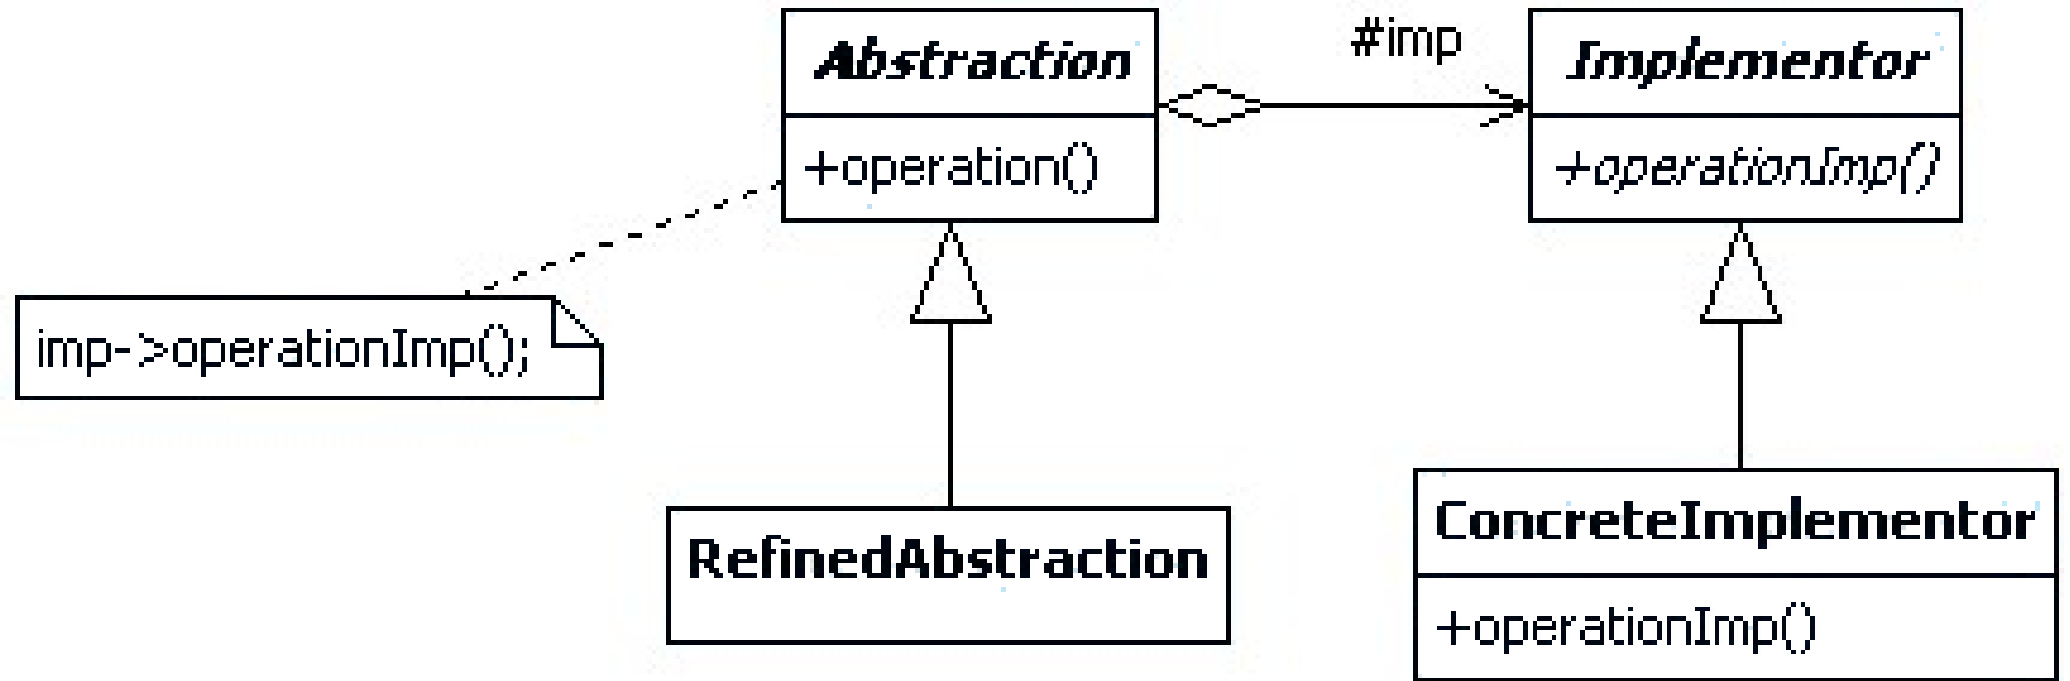 Abstraction
+operation()
#imp
Implementor
+operationImp()
imp->operationImp();
RefinedAbstraction
ConcreteImplementor
+operationImp()